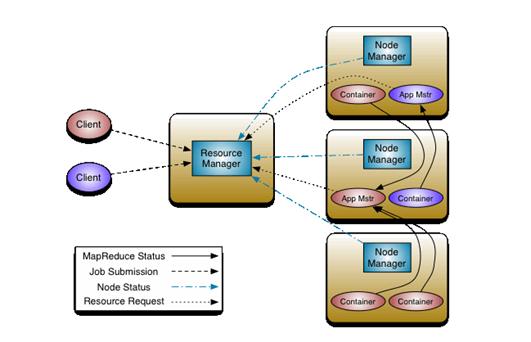 Client
Client
Resource
Manager
Node
Manager
Container
App Mstr
Node
Manager
App Mstr
Container
Node
Manager
Container
Container
MapReduce Status
Job Submission
Node Status
Resource Request